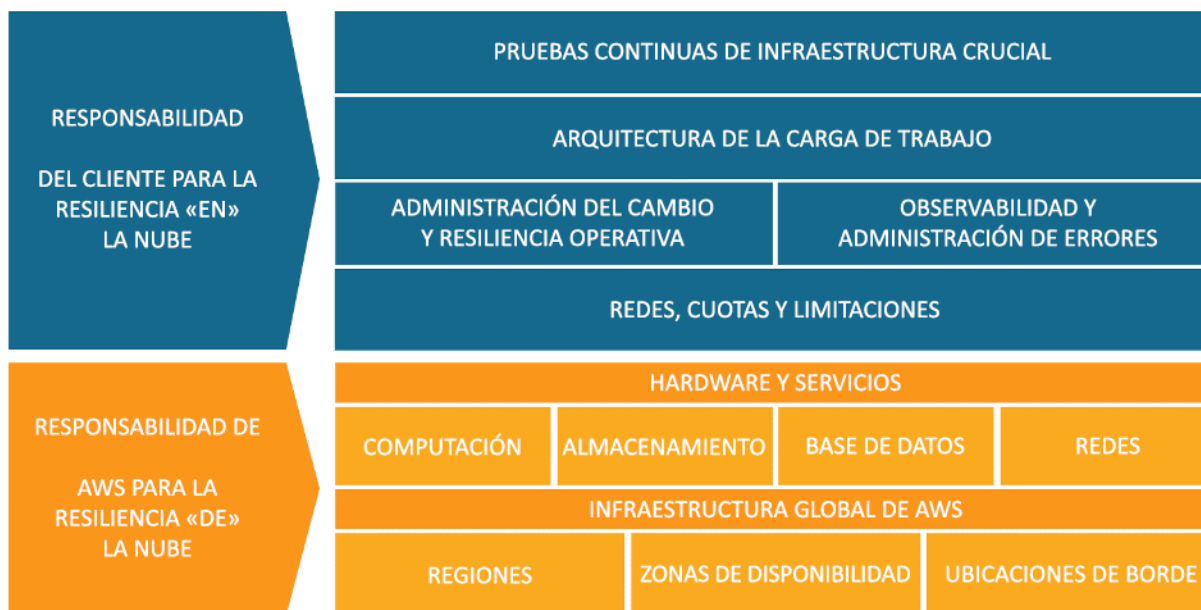 RESPONSABILIDAD
DEL CLIENTE PARA LA
RESILIENCIA «EN»
LA NUBE
PRUEBAS CONTINUAS DE INFRAESTRUCTURA CRUCIAL
ARQUITECTURA DE LA CARGA DE TRABAJO
ADMINISTRACIÓN DEL CAMBIO
Y RESILIENCIA OPERATIVA
OBSERVABILIDAD Y
ADMINISTRACIÓN DE ERRORES
REDES, CUOTAS Y LIMITACIONES
RESPONSABILIDAD DE
AWS PARA LA
RESILIENCIA «DE»
LA NUBE
HARDWARE Y SERVICIOS
COMPUTACIÓN
ALMACENAMIENTO
BASE DE DATOS
REDES
INFRAESTRUCTURA GLOBAL DE AWS
REGIONES
ZONAS DE DISPONIBILIDAD
UBICACIONES DE BORDE